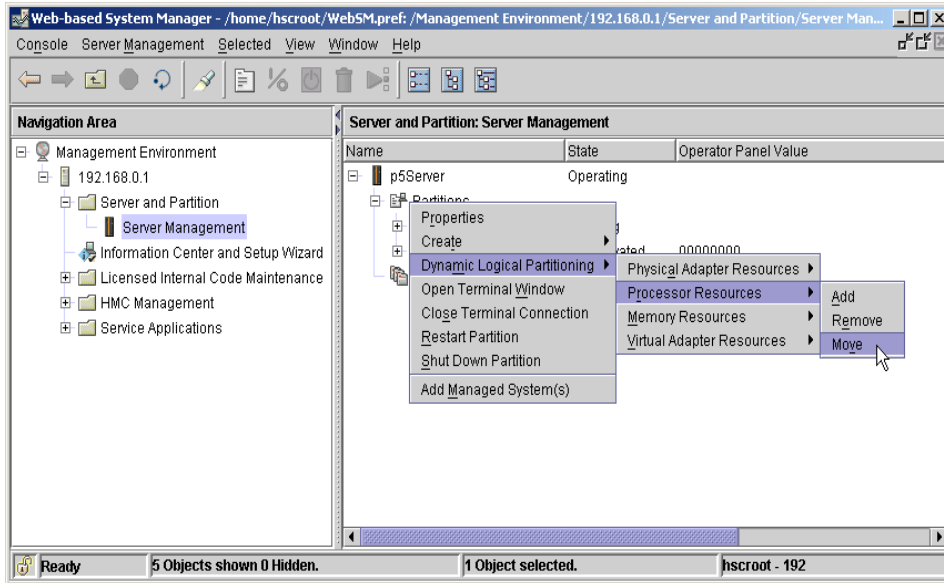 Web-based System Manager - /home/hscroot/WebSM.pref: /Management Environment/192.168.0.1/Server and Partition/Server Man...
Console Server Management Selected View Window Help
Navigation Area
Management Environment
192.168.0.1
Server and Partition
Server Management
Information Center and Setup Wizard
Licensed Internal Code Maintenance
HMC Management
Service Applications
Server and Partition: Server Management
Name State Operator Panel Value
p5Server Operating
Partitions
00000000
Properties
Create
Dynamic Logical Partitioning
Open Terminal Window
Close Terminal Connection
Restart Partition
Shut Down Partition
Add Managed System(s)
Physical Adapter Resources
Processor Resources
Memory Resources
Virtual Adapter Resources
Add
Remove
Move
Ready 5 Objects shown 0 Hidden. 1 Object selected. hscroot - 192